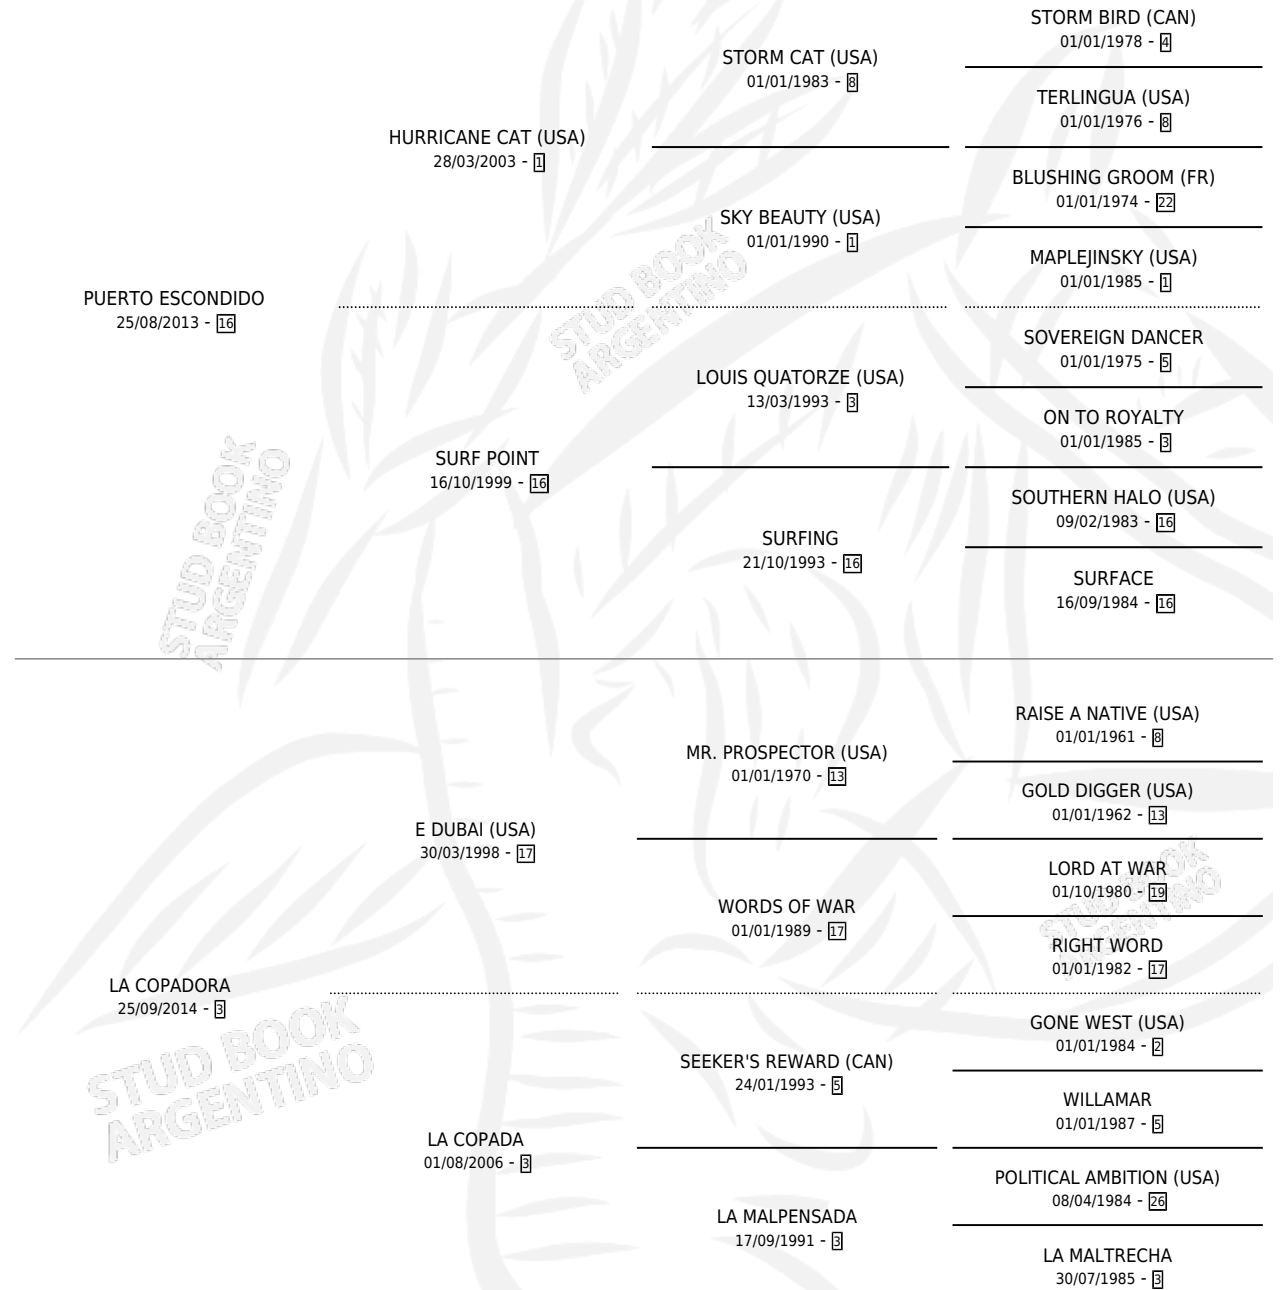 STORM BIRD (CAN)
01/01/1978 - 4
STORM CAT (USA)
01/01/1983 - 8
TERLINGUA (USA)
01/01/1976 - 8
HURRICANE CAT (USA)
28/03/2003 - 1
BLUSHING GROOM (FR)
01/01/1974 - 22
SKY BEAUTY (USA)
01/01/1990 - 1
MAPLEJINSKY (USA)
01/01/1985 - 1
PUERTO ESCONDIDO
25/08/2013 - 16
STUD BOOK
ARGENTINO
SOVEREIGN DANCER
01/01/1975 - 5
LOUIS QUATORZE (USA)
13/03/1993 - 3
ON TO ROYALTY
01/01/1985 - 3
SURF POINT
16/10/1999 - 16
SOUTHERN HALO (USA)
09/02/1983 - 16
SURFING
21/10/1993 - 16
SURFACE
16/09/1984 - 16
STUD BOOK
ARGENTINO
RAISE A NATIVE (USA)
01/01/1961 - 8
MR. PROSPECTOR (USA)
01/01/1970 - 13
GOLD DIGGER (USA)
01/01/1962 - 13
E DUBAI (USA)
30/03/1998 - 17
LORD AT WAR
01/10/1980 - 19
WORDS OF WAR
01/01/1989 - 17
STUD BOOK
ARGENTINO
RIGHT WORD
01/01/1982 - 17
LA COPADORA
25/09/2014 - 3
STUD BOOK
ARGENTINO
GONE WEST (USA)
01/01/1984 - 2
SEEKER'S REWARD (CAN)
24/01/1993 - 5
WILLAMAR
01/01/1987 - 5
LA COPADA
01/08/2006 - 3
POLITICAL AMBITION (USA)
08/04/1984 - 26
LA MALPENSADA
17/09/1991 - 3
LA MALTRECHA
30/07/1985 - 3